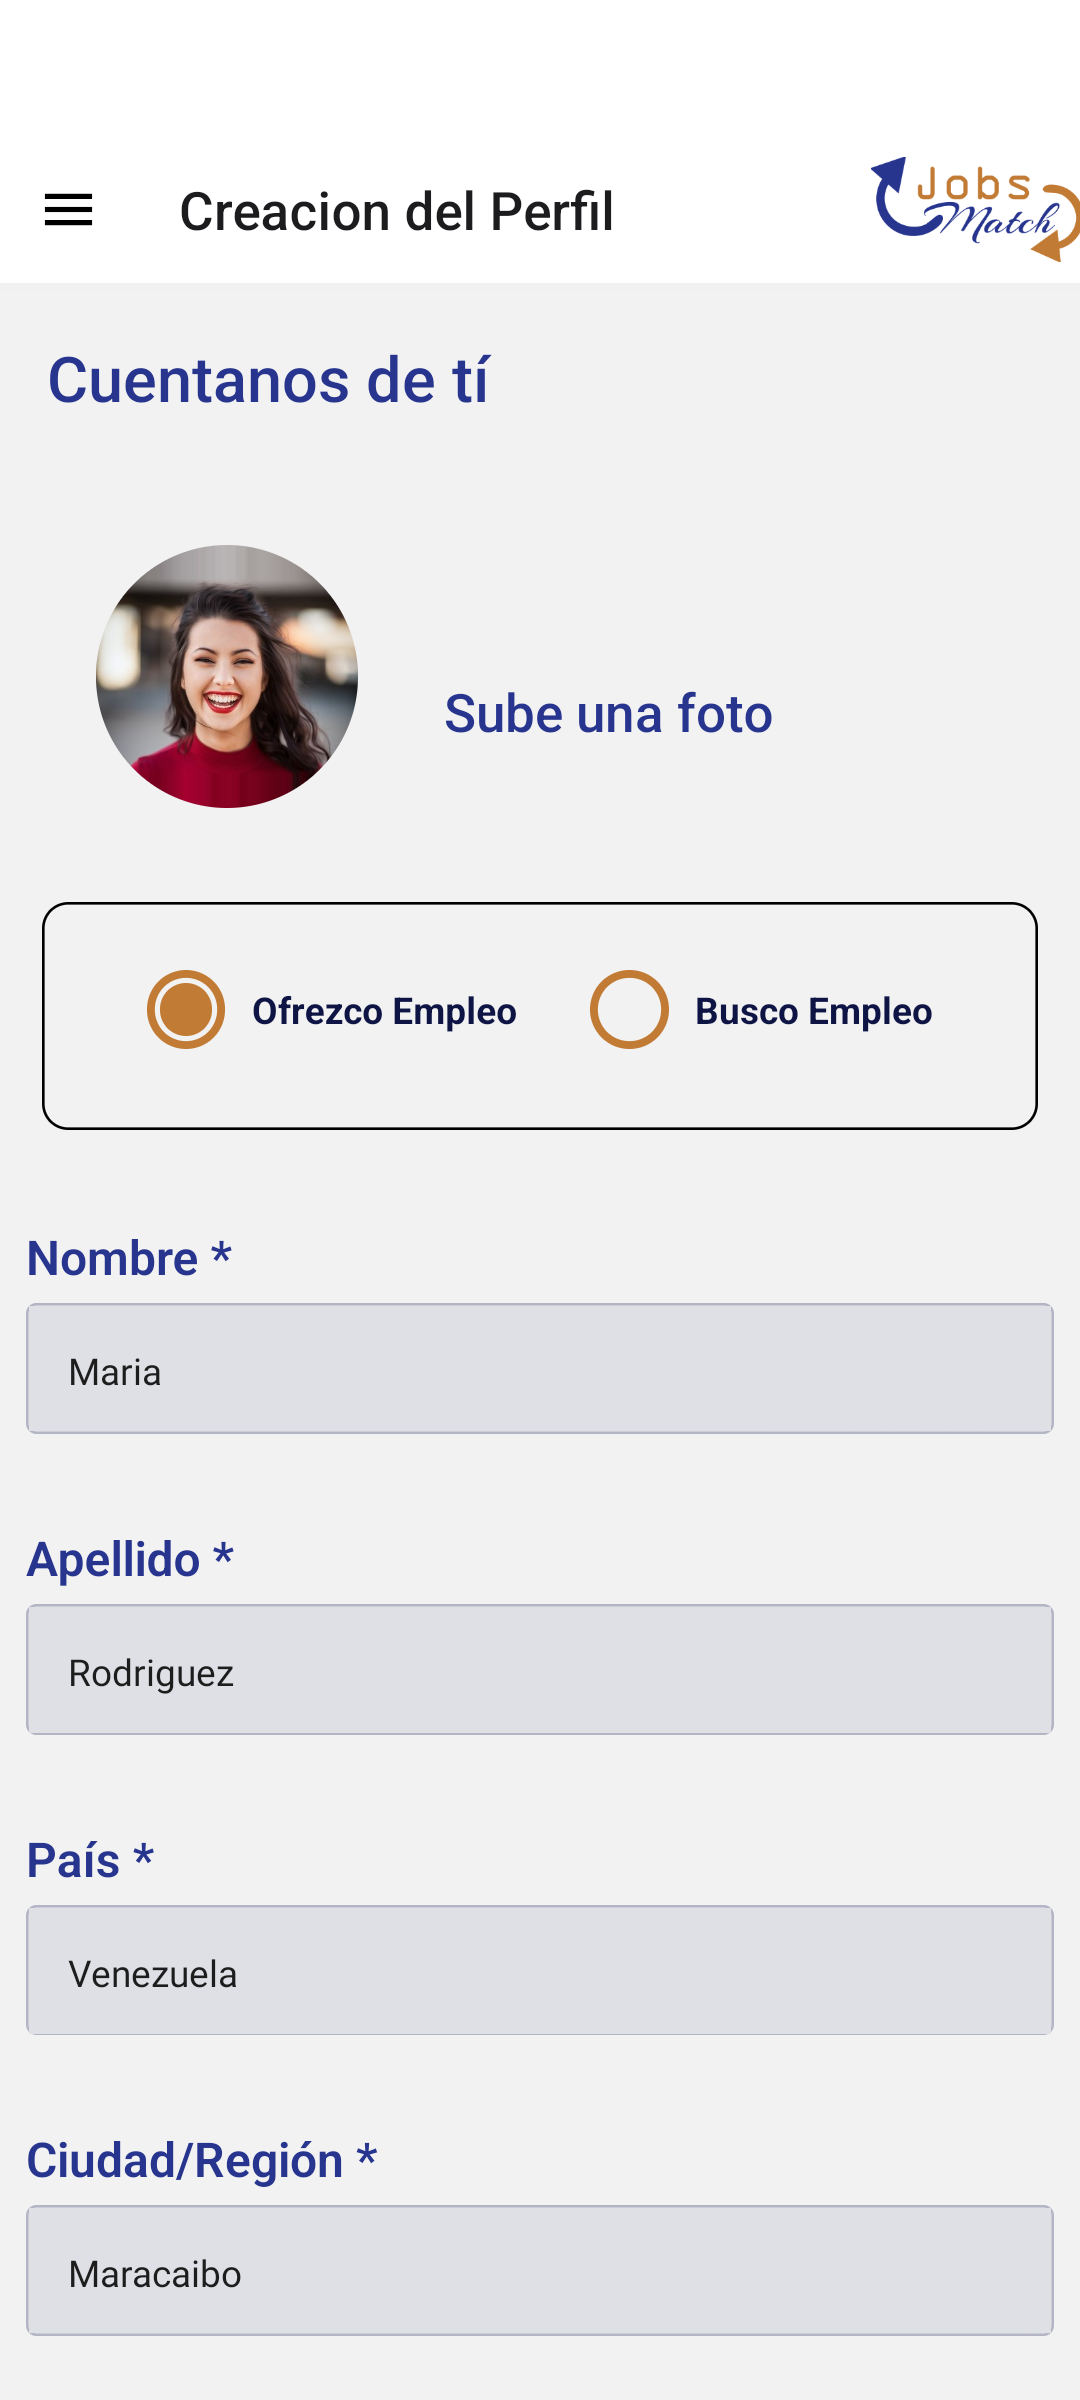 Creacion del Perfil
Jobs
Match
Cuentanos de tí
Sube una foto
Ofrezco Empleo
Busco Empleo
Nombre *
Maria
Apellido *
Rodriguez
País *
Venezuela
Ciudad/Región *
Maracaibo